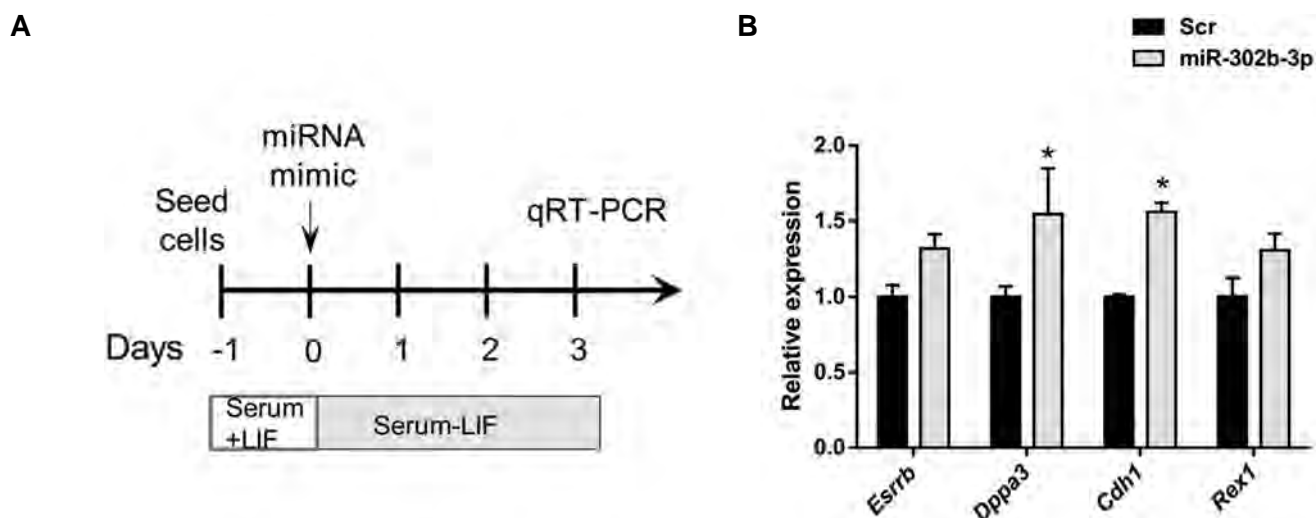 A
miRNA
mimic
Seed
cells
qRT-PCR
Days -1 0 1 2 3
Serum
+LIF
Serum-LIF
B
Scr
miR-302b-3p
Relative expression
2.0
1.5
1.0
0.5
0.0
* *
Esrrb Dppa3 Cdh1 Rex1